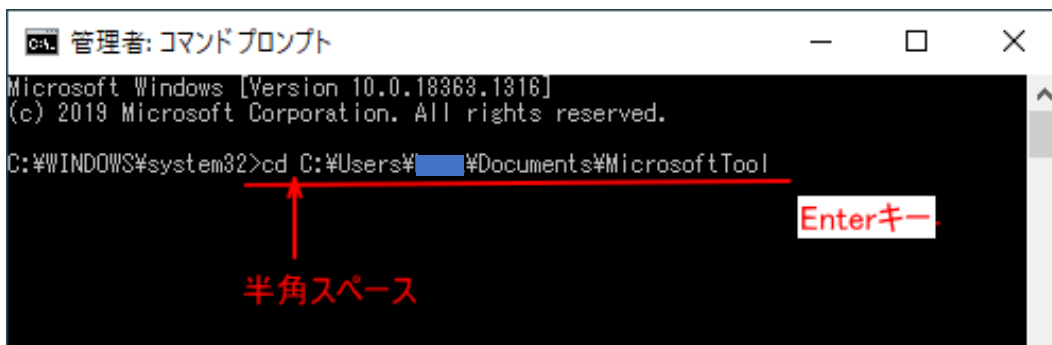 管理者: コマンド プロンプト
Microsoft Windows [Version 10.0.18363.1316]
(c) 2019 Microsoft Corporation. All rights reserved.
C:¥WINDOWS¥system32>cd C:¥Users¥ ¥Documents¥MicrosoftTool
Enterキー
半角スペース